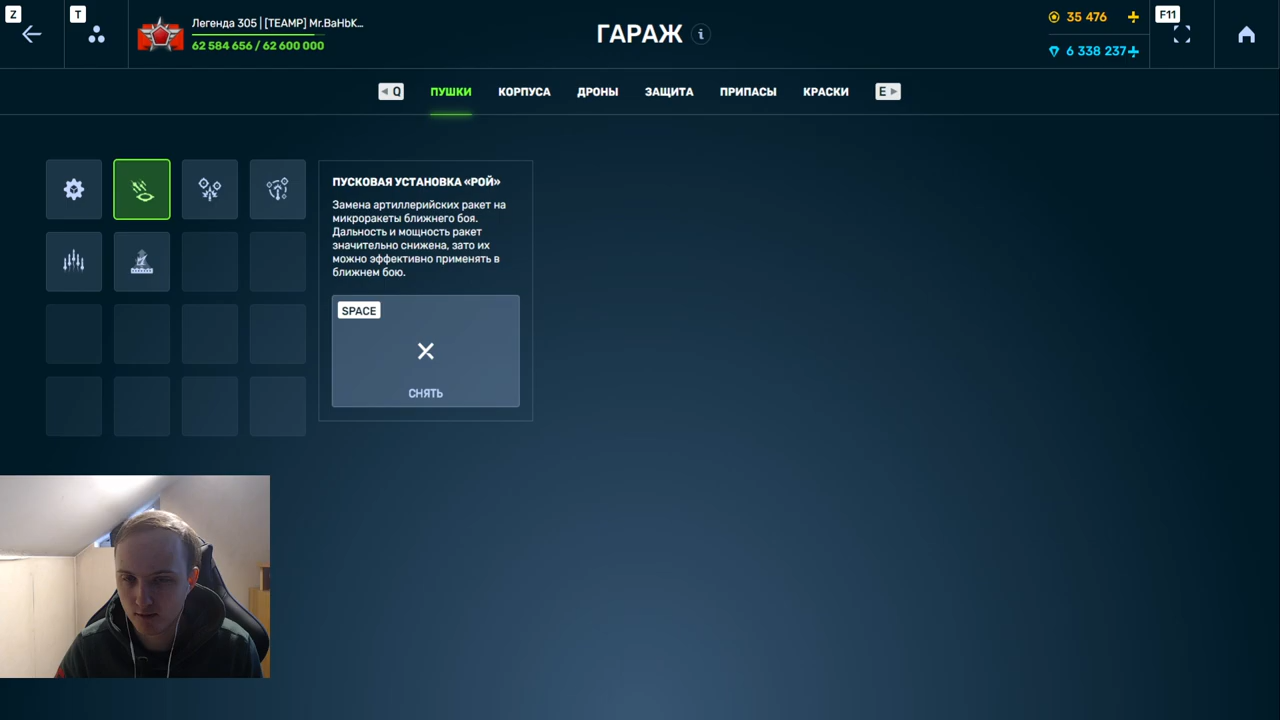 Z
T
Легенда 305 | [TEAMP] Mr.BaHbK...
62 584 656 / 62 600 000
ГАРАЖ
i
35 476
6 338 237
F11
Q
ПУШКИ
КОРПУСА
ДРОНЫ
ЗАЩИТА
ПРИПАСЫ
КРАСКИ
E
ПУСКОВАЯ УСТАНОВКА «РОЙ»
Замена артиллерийских ракет на
микроракеты ближнего боя.
Дальность и мощность ракет
значительно снижена, зато их
можно эффективно применять в
ближнем бою.
SPACE
СНЯТЬ